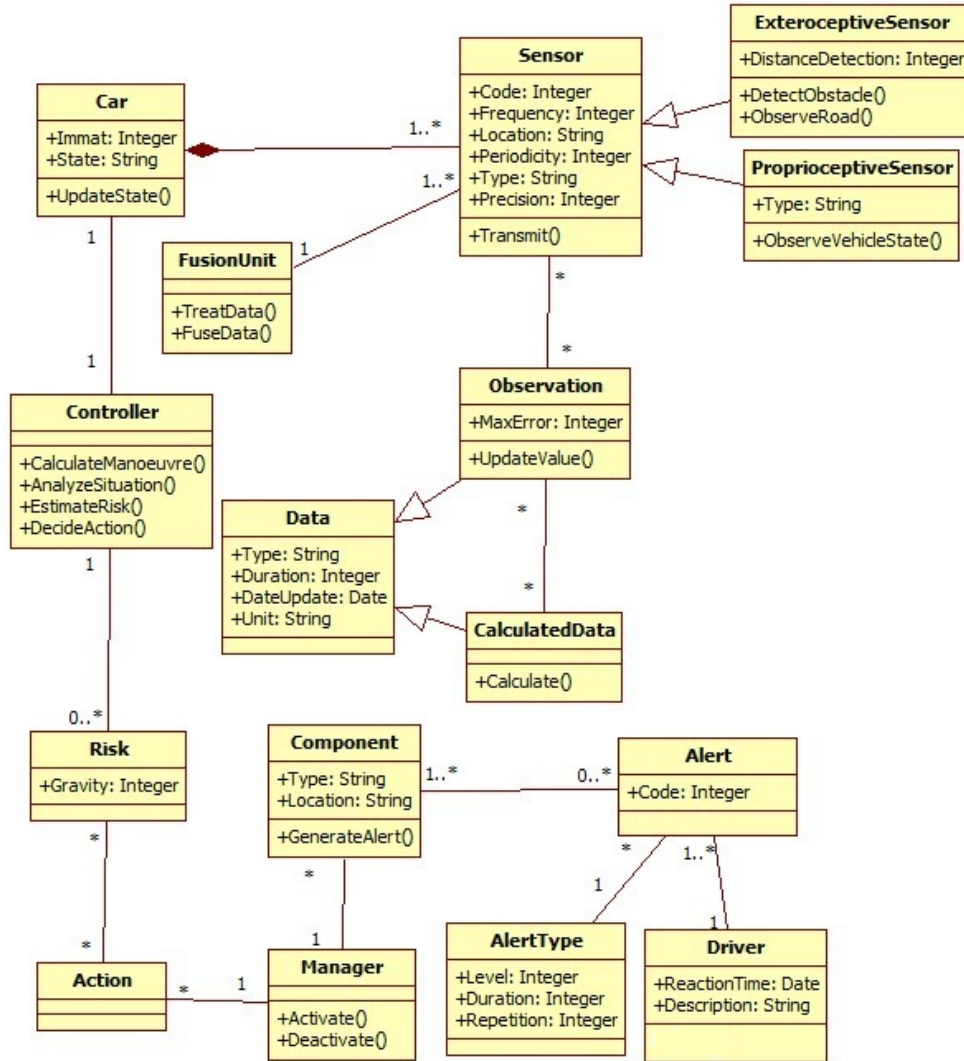 ExteroceptiveSensor
+DistanceDetection: Integer
+DetectObstacle()
+ObserveRoad()
Sensor
+Code: Integer
+Frequency: Integer
+Location: String
+Periodicity: Integer
+Type: String
+Precision: Integer
+Transmit()
Car
+Immat: Integer
+State: String
+UpdateState()
1..*
1..*
ProprioceptiveSensor
+Type: String
+ObserveVehicleState()
1
1
FusionUnit
+TreatData()
+FuseData()
*
*
1
Observation
+MaxError: Integer
+UpdateValue()
Controller
+CalculateManoeuvre()
+AnalyzeSituation()
+EstimateRisk()
+DecideAction()
1
*
*
Data
+Type: String
+Duration: Integer
+DateUpdate: Date
+Unit: String
CalculatedData
+Calculate()
0..*
Risk
+Gravity: Integer
*
*
Component
+Type: String
+Location: String
+GenerateAlert()
1..*
0..*
Alert
+Code: Integer
*
1..*
*
1
1
1
AlertType
+Level: Integer
+Duration: Integer
+Repetition: Integer
Driver
+ReactionTime: Date
+Description: String
Action
*
1
Manager
+Activate()
+Deactivate()